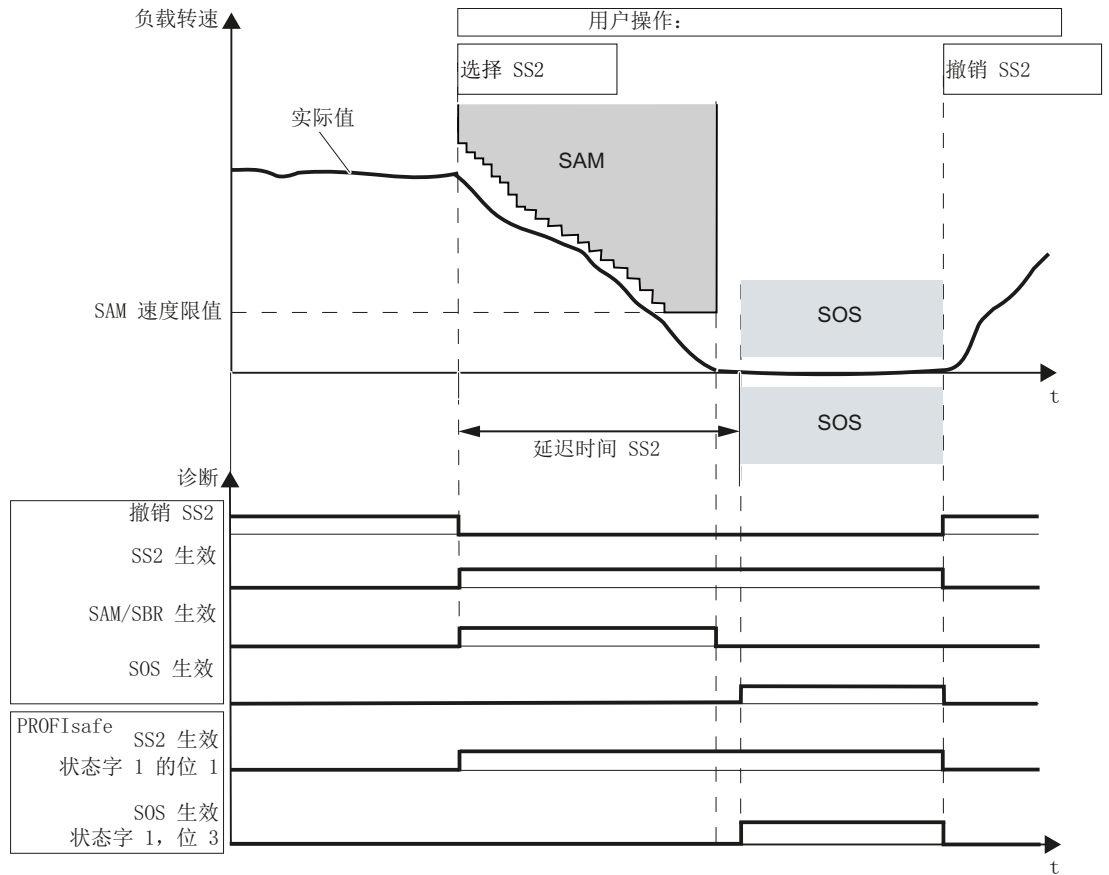 负载转速
用户操作:
选择 SS2
撤销 SS2
实际值
SAM
SAM 速度限值
SOS
t
SOS
延迟时间 SS2
诊断
撤销 SS2
SS2 生效
SAM/SBR 生效
SOS 生效
PROFIsafe
SS2 生效
状态字 1 的位 1
SOS 生效
状态字 1，位 3
t